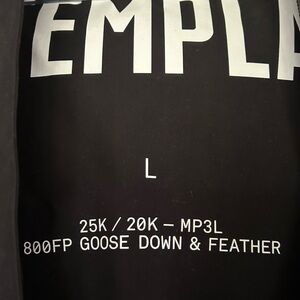 EMPLA
L
25K / 20K – MP3L
800FP GOOSE DOWN & FEATHER